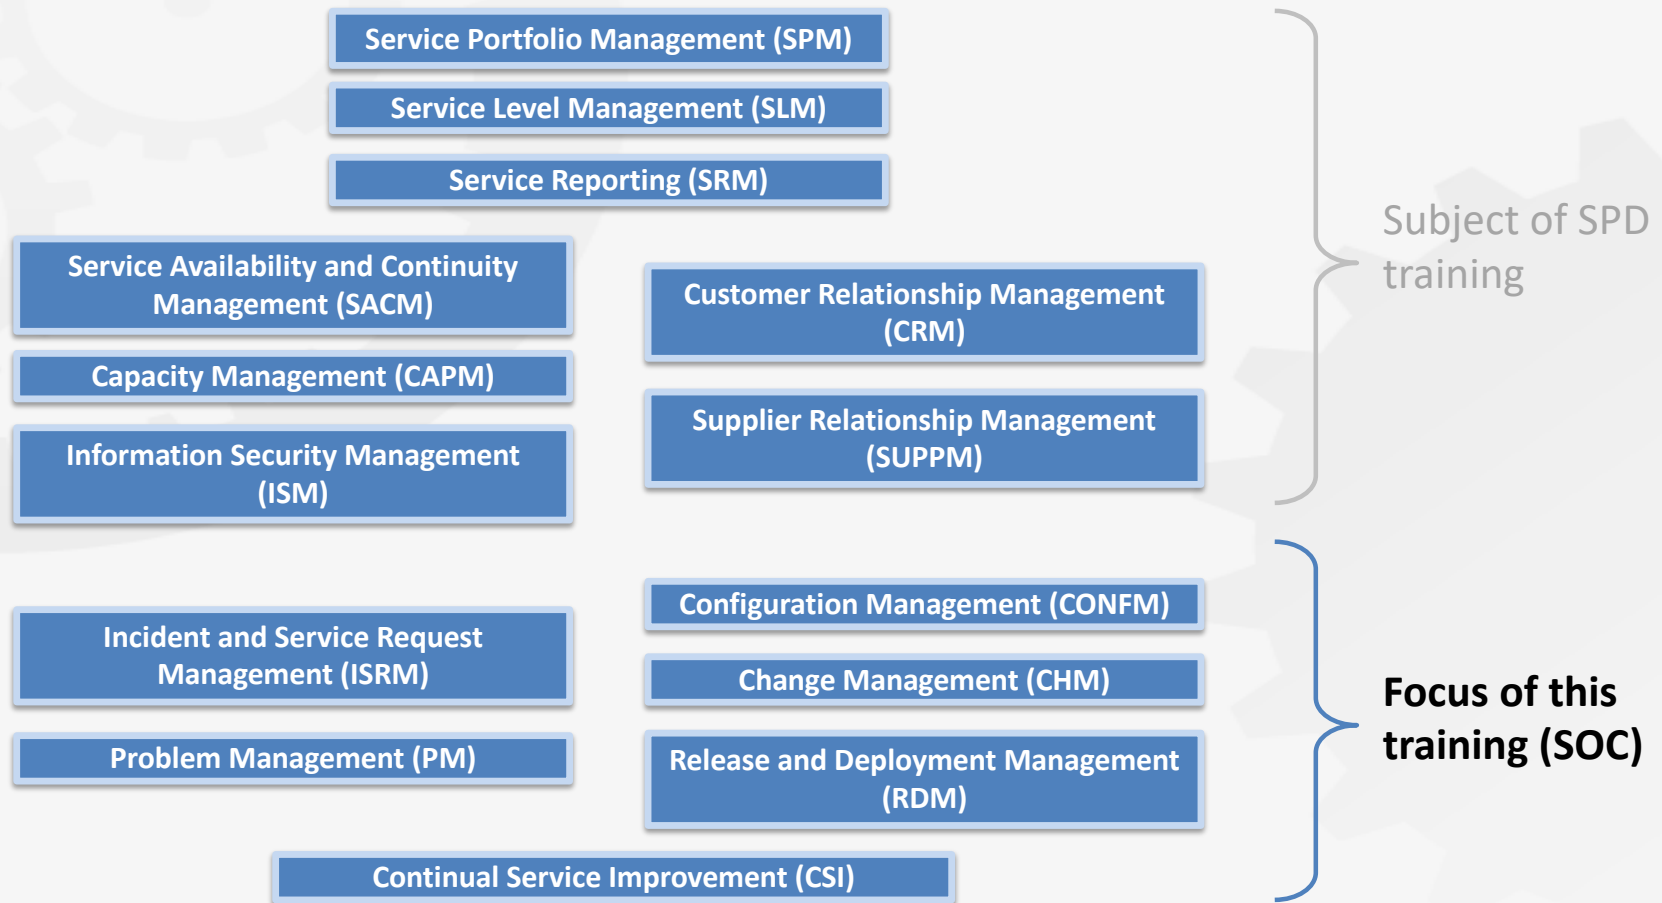 Service Portfolio Management (SPM)
Service Level Management (SLM)
Service Reporting (SRM)
Service Availability and Continuity
Management (SACM)
Capacity Management (CAPM)
Information Security Management
(ISM)
Customer Relationship Management
(CRM)
Supplier Relationship Management
(SUPPM)
Subject of SPD
training
Incident and Service Request
Management (ISRM)
Problem Management (PM)
Configuration Management (CONFM)
Change Management (CHM)
Release and Deployment Management
(RDM)
Continual Service Improvement (CSI)
Focus of this
training (SOC)